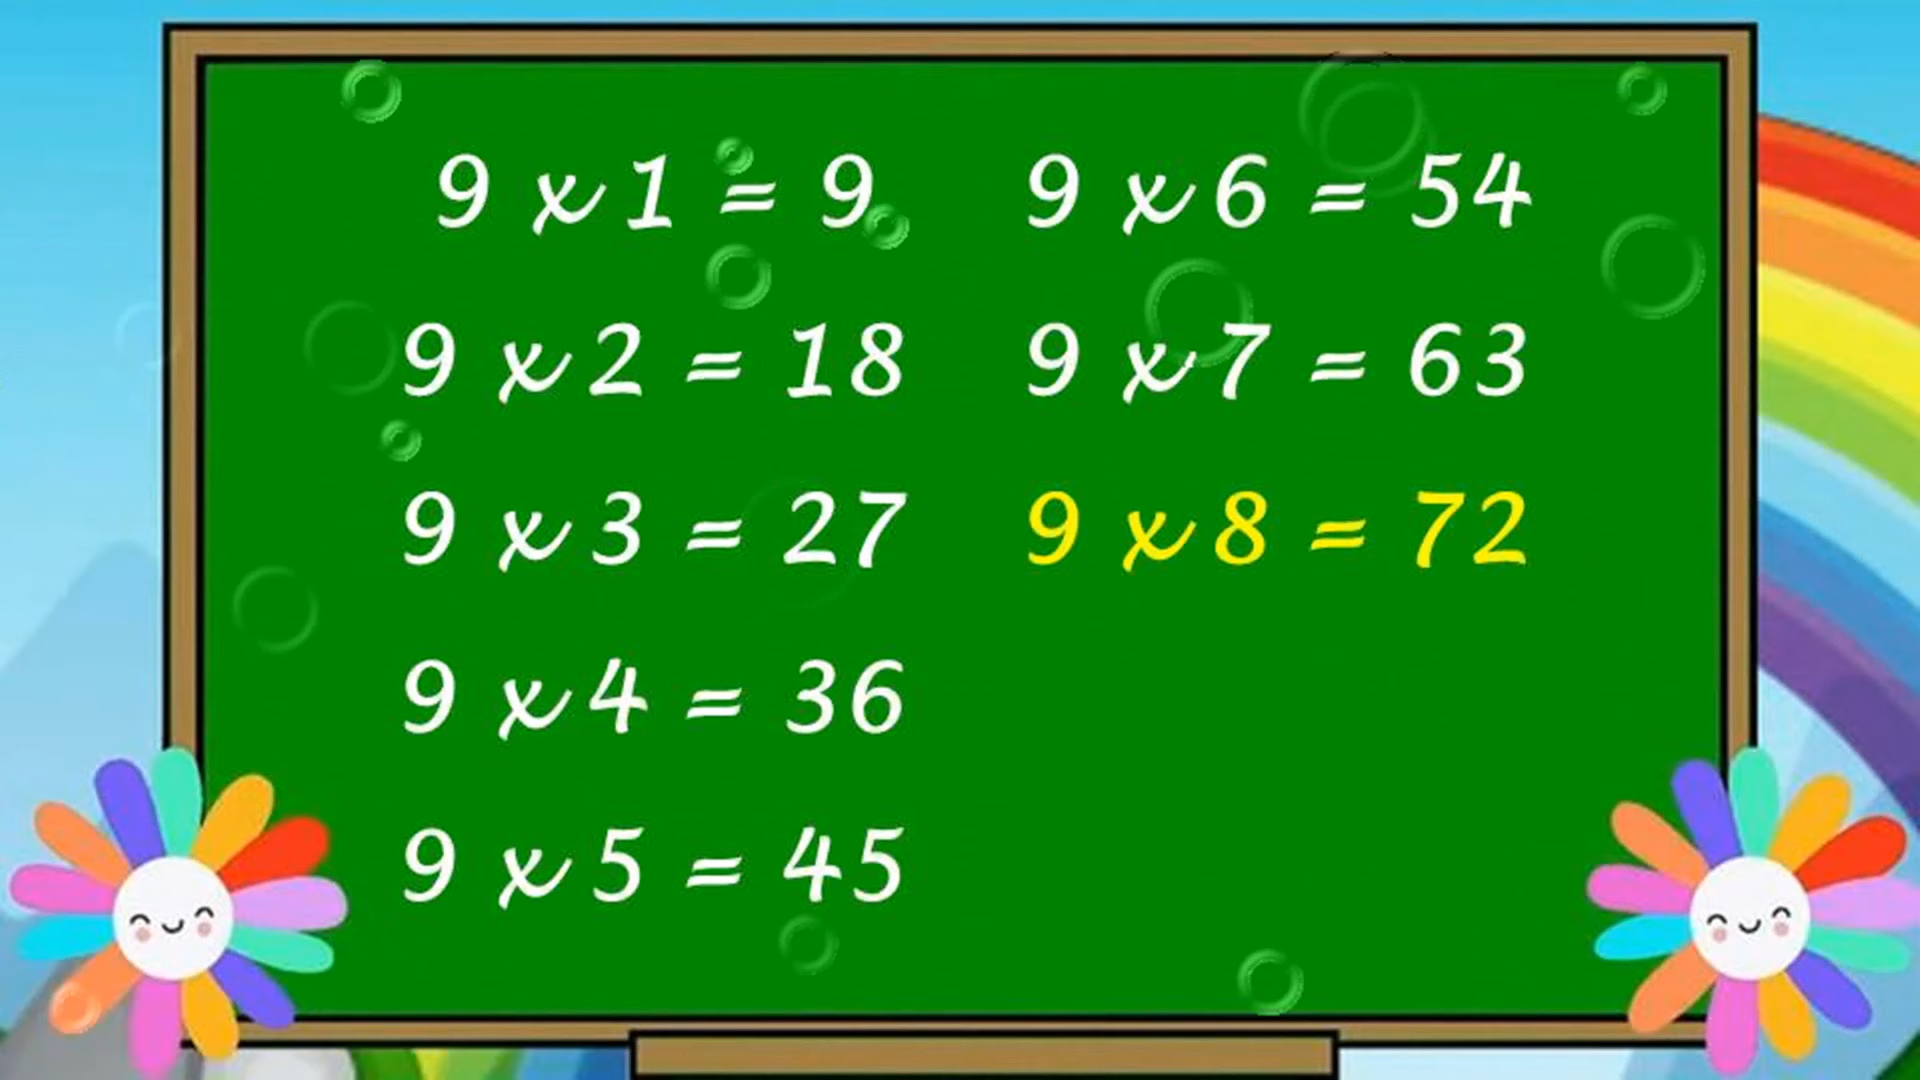 9 x 1 = 9
9 x 2 = 18
9 x 3 = 27
9 x 4 = 36
9 x 5 = 45
9 x 6 = 54
9 x 7 = 63
9 x 8 = 72